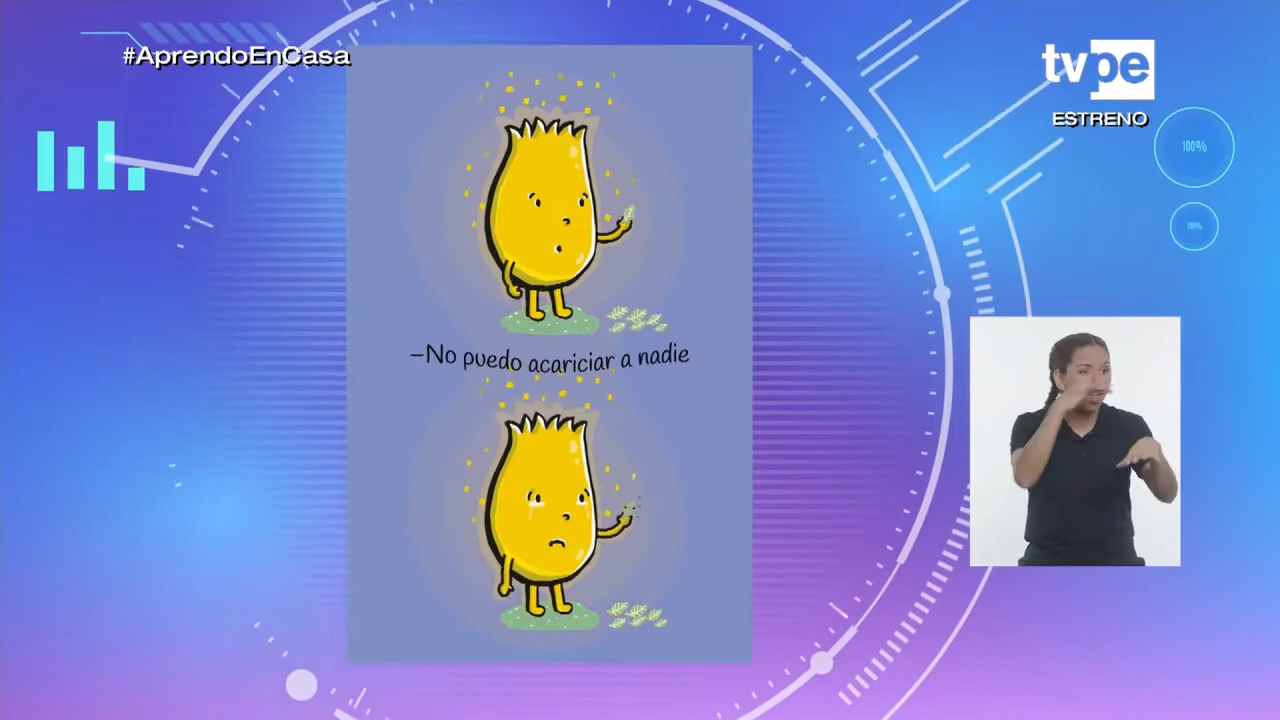 #AprendoEnCasa
tvpe
ESTRENO
100%
—No puedo acariciar a nadie